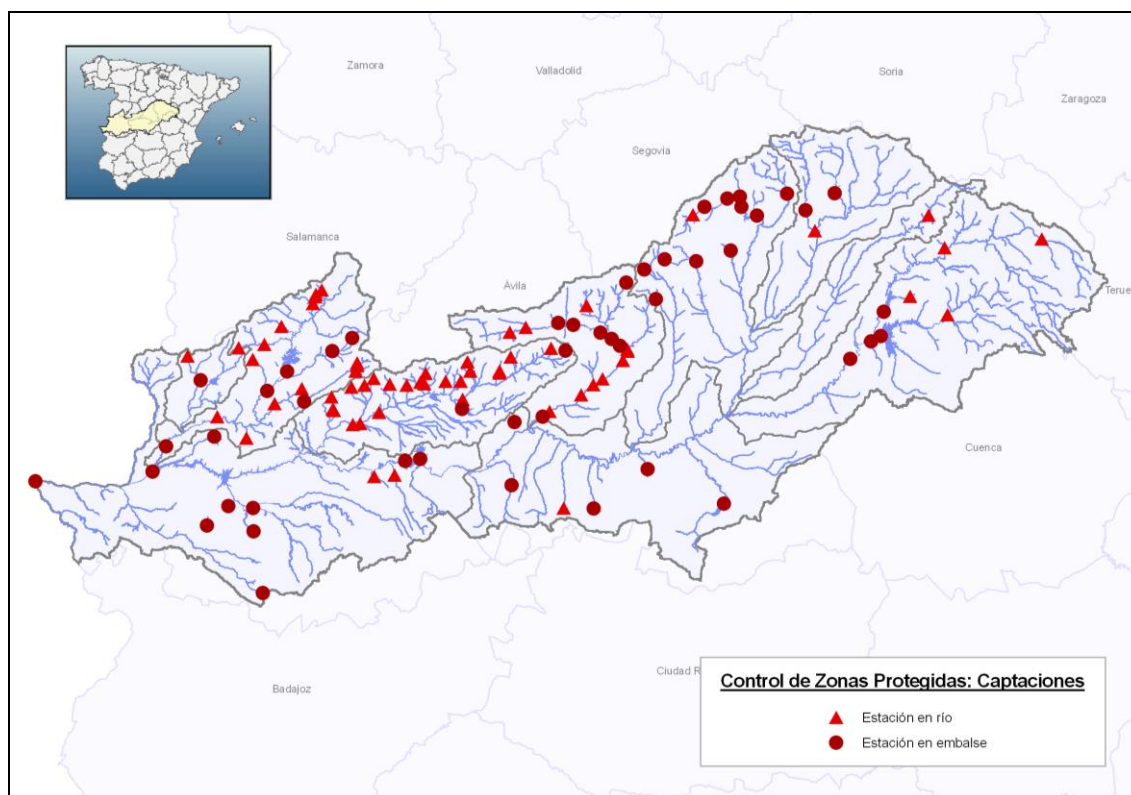 Zamora
Valladolid
Soria
Zaragoza
Segovia
Salamanca
Ávila
Teruel
Cuenca
Badajoz
Ciudad R
Control de Zonas Protegidas: Captaciones
Estación en río
Estación en embalse